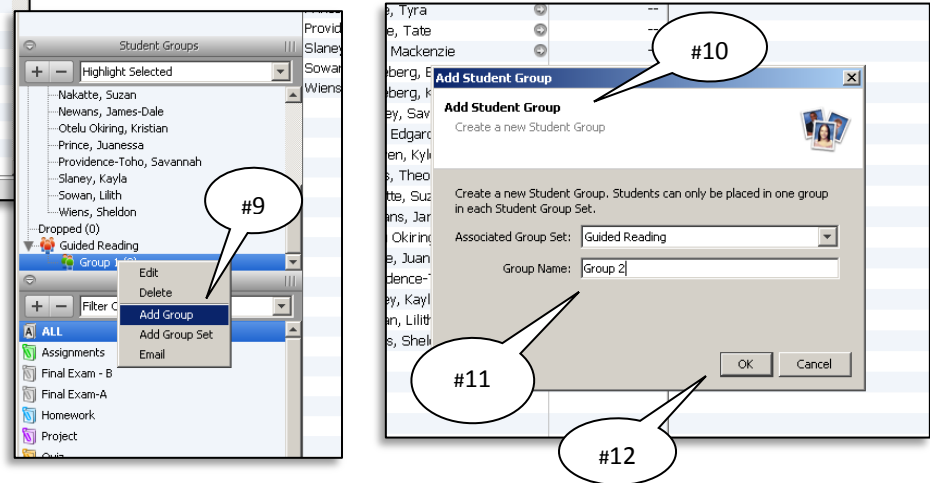 Student Groups
Highlight Selected
Nakatte, Suzan
Newans, James-Dale
Otelu Okiring, Kristian
Prince, Juanessa
Providence-Toho, Savannah
Slaney, Kayla
Sowan, Lilith
Wiens, Sheldon
Dropped (0)
Guided Reading
Group 1
#9
Edit
Delete
Add Group
Add Group Set
Email
Filter
ALL
Assignments
Final Exam - B
Final Exam-A
Homework
Project
Provid
Slaney
Sowar
Wiens
e, Tyra --
e, Tate --
Mackenzie
#10
Add Student Group
Add Student Group
Create a new Student Group
Create a new Student Group. Students can only be placed in one group
in each Student Group Set.
Associated Group Set: Guided Reading
Group Name: Group 2
OK Cancel
#11
#12